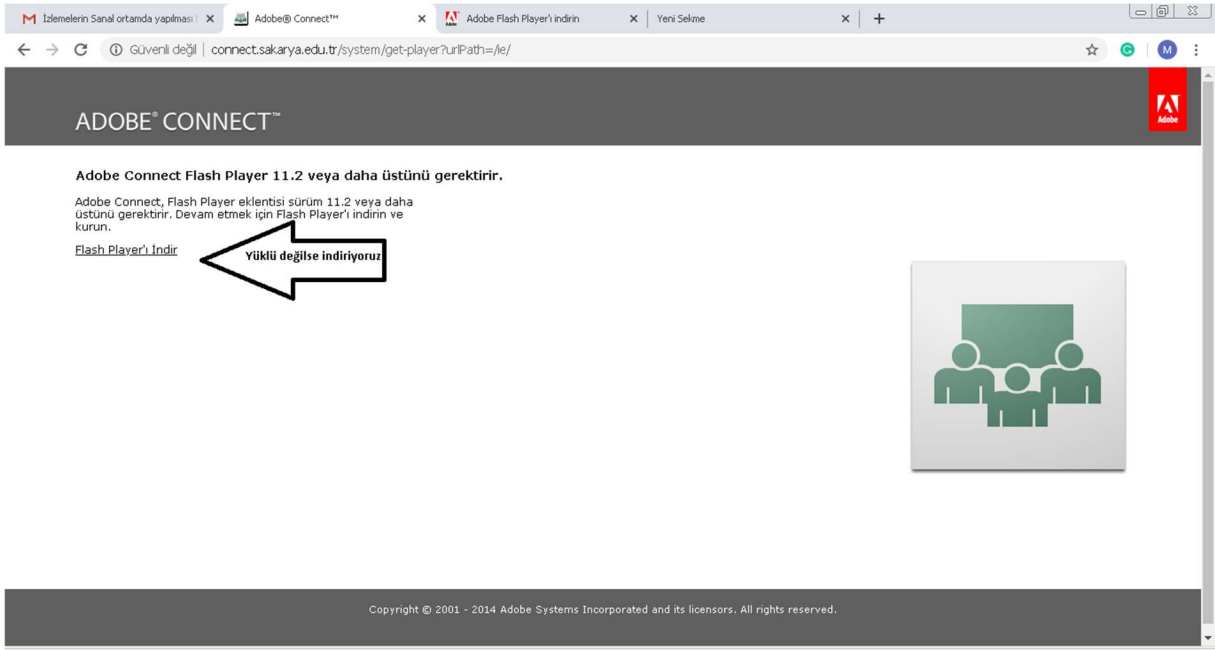 İzlemelerin Sanal ortamda yapılması
Adobe® Connect™
Adobe Flash Player'ı indirin
Yeni Sekme
Güvenli değil | connect.sakarya.edu.tr/system/get-player?urlPath=/ie/
M
ADOBE® CONNECT™
Adobe
Adobe Connect Flash Player 11.2 veya daha üstünü gerektirir.
Adobe Connect, Flash Player eklentisi sürüm 11.2 veya daha
üstünü gerektirir. Devam etmek için Flash Player'ı indirin ve
kurun.
Flash Player'ı İndir
Yüklü değilse indiriyoruz
Copyright © 2001 - 2014 Adobe Systems Incorporated and its licensors. All rights reserved.